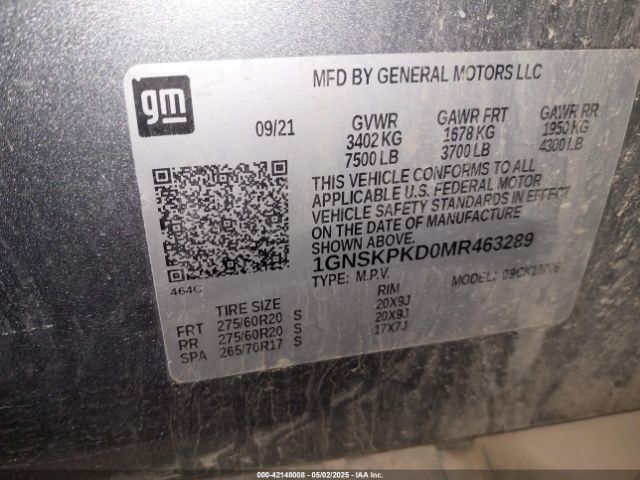 gm
MFD BY GENERAL MOTORS LLC
09/21
GVWR GAWR FRT GAWR RR
3402 KG 1678 KG 1950 KG
7500 LB 3700 LB 4300 LB
THIS VEHICLE CONFORMS TO ALL
APPLICABLE U.S. FEDERAL MOTOR
VEHICLE SAFETY STANDARDS IN EFFECT
ON THE DATE OF MANUFACTURE
SHOWN ABOVE.
1GNSKPKD0MR463289
TYPE: M.P.V. MODEL: 09CK10706
464C
TIRE SIZE RIM
FRT 275/60R20 S 20X9J
RR 275/60R20 S 20X9J
SPA 265/70R17 S 17X7J
000-42148008 - 05/02/2025 - IAA Inc.